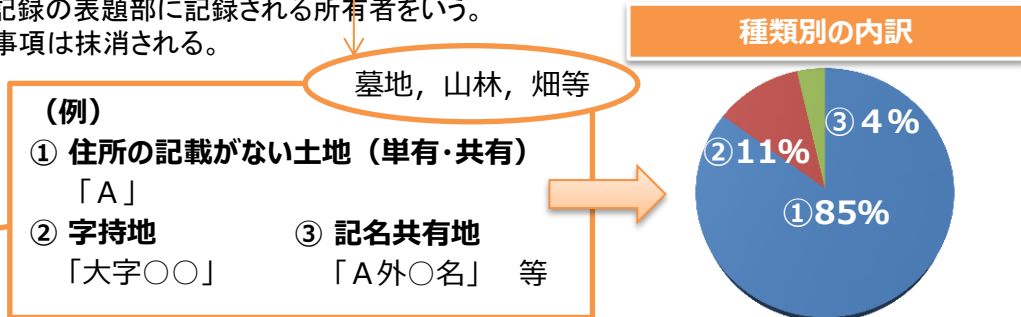 記録の表題部に記録される所有者をいう。
事項は抹消される。
種類別の内訳
墓地，山林，畑等
（例）
① 住所の記載がない土地（単有・共有）
「Ａ」
② 字持地　③ 記名共有地
「大字○○」　「Ａ外○名」　等
③４％
②11%
①85%